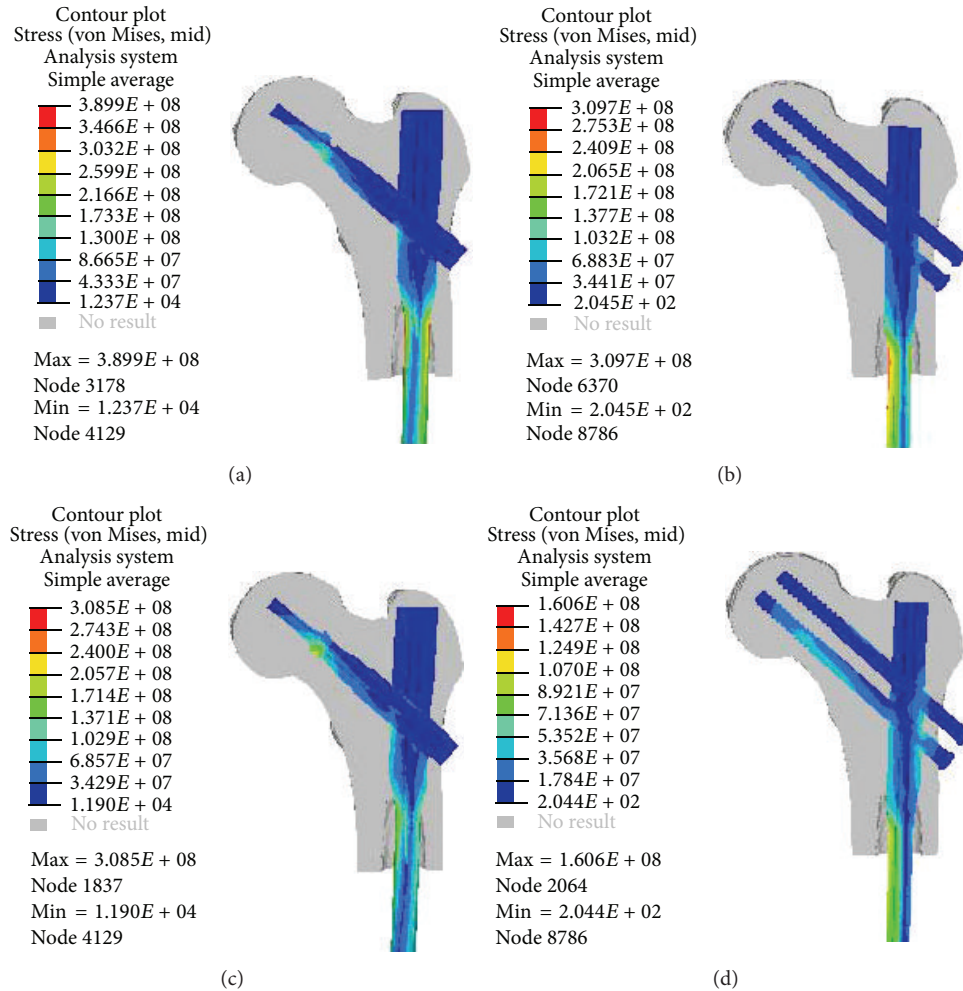 Contour plot
Stress (von Mises, mid)
Analysis system
Simple average
3.899E + 08
3.466E + 08
3.032E + 08
2.599E + 08
2.166E + 08
1.733E + 08
1.300E + 08
8.665E + 07
4.333E + 07
1.237E + 04
No result
Max = 3.899E + 08
Node 3178
Min = 1.237E + 04
Node 4129
(a)
Contour plot
Stress (von Mises, mid)
Analysis system
Simple average
3.097E + 08
2.753E + 08
2.409E + 08
2.065E + 08
1.721E + 08
1.377E + 08
1.032E + 08
6.883E + 07
3.441E + 07
2.045E + 02
No result
Max = 3.097E + 08
Node 6370
Min = 2.045E + 02
Node 8786
(b)
Contour plot
Stress (von Mises, mid)
Analysis system
Simple average
3.085E + 08
2.743E + 08
2.400E + 08
2.057E + 08
1.714E + 08
1.371E + 08
1.029E + 08
6.857E + 07
3.429E + 07
1.190E + 04
No result
Max = 3.085E + 08
Node 1837
Min = 1.190E + 04
Node 4129
(c)
Contour plot
Stress (von Mises, mid)
Analysis system
Simple average
1.606E + 08
1.427E + 08
1.249E + 08
1.070E + 08
8.921E + 07
7.136E + 07
5.352E + 07
3.568E + 07
1.784E + 07
2.044E + 02
No result
Max = 1.606E + 08
Node 2064
Min = 2.044E + 02
Node 8786
(d)